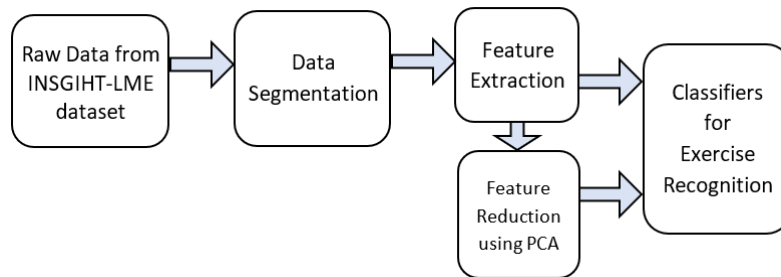 Raw Data from
INSGIHT-LME
dataset
Data
Segmentation
Feature
Extraction
Feature
Reduction
using PCA
Classifiers
for
Exercise
Recognition